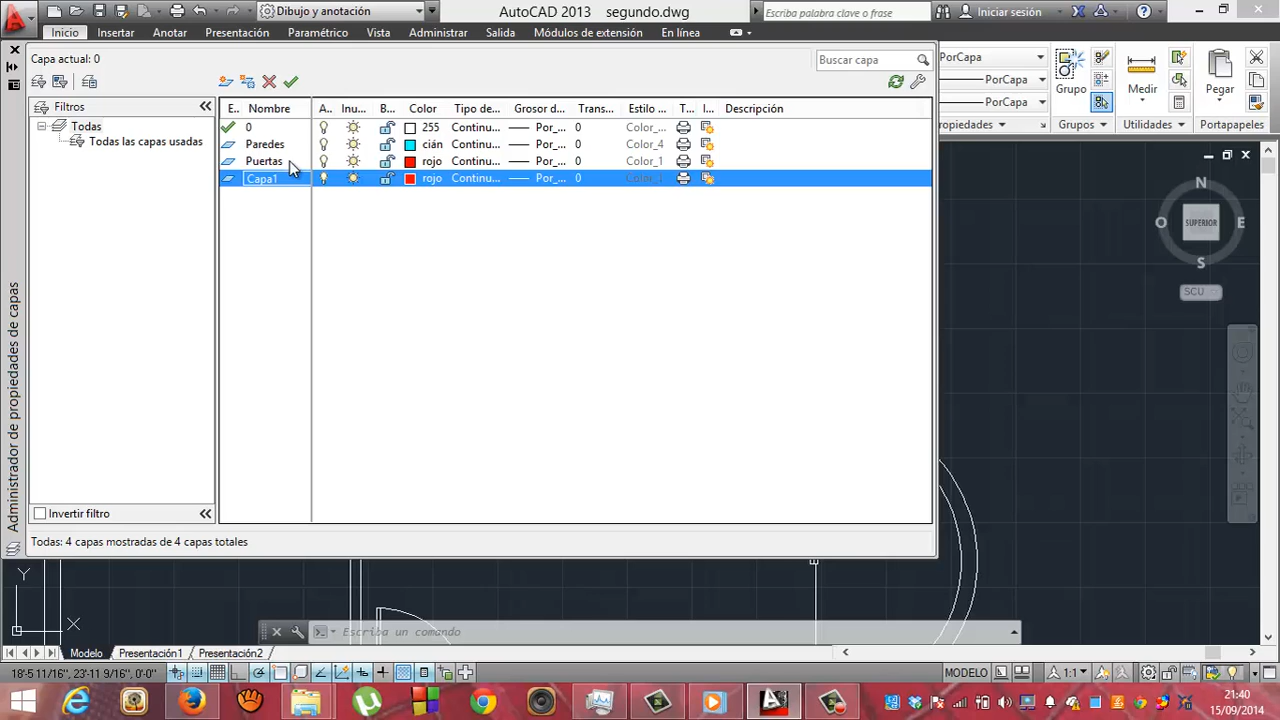 Dibujo y anotación
AutoCAD 2013 segundo.dwg
Escriba palabra clave o frase
Iniciar sesión
Inicio Insertar Anotar Presentación Paramétrico Vista Administrar Salida Módulos de extensión En línea
Capa actual: 0
Buscar capa
PorCapa
PorCapa
PorCapa
Grupo
Medir
Pegar
Propiedades
Grupos
Utilidades
Portapapeles
Filtros
Todas
Todas las capas usadas
Invertir filtro
E.. Nombre A... Inu... B... Color Tipo de... Grosor ... Trans... Estilo ... T... I... Descripción
0 255 Continu... Por_... 0 Color_...
Paredes cián Continu... Por_... 0 Color_4
Puertas rojo Continu... Por_... 0 Color_1
Capa1 rojo Continu... Por_... 0 Color_1
Todas: 4 capas mostradas de 4 capas totales
Administrador de propiedades de capas
N
O SUPERIOR E
S
SCU
Y
X
Escriba un comando
Modelo Presentación1 Presentación2
18'-5 11/16", 23'-11 9/16", 0'-0"
MODELO
1:1
21:40
15/09/2014